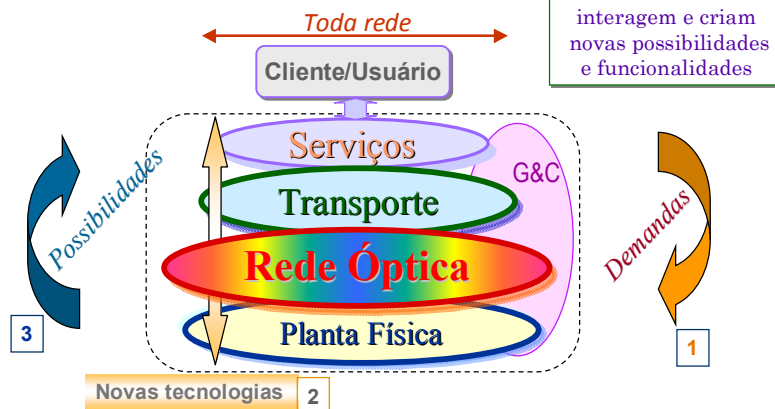 Toda rede
interagem e criam
novas possibilidades
e funcionalidades
Cliente/Usuário
Serviços
G&C
Transporte
Possibilidades
Demandas
Rede Óptica
Planta Física
3
1
Novas tecnologias
2